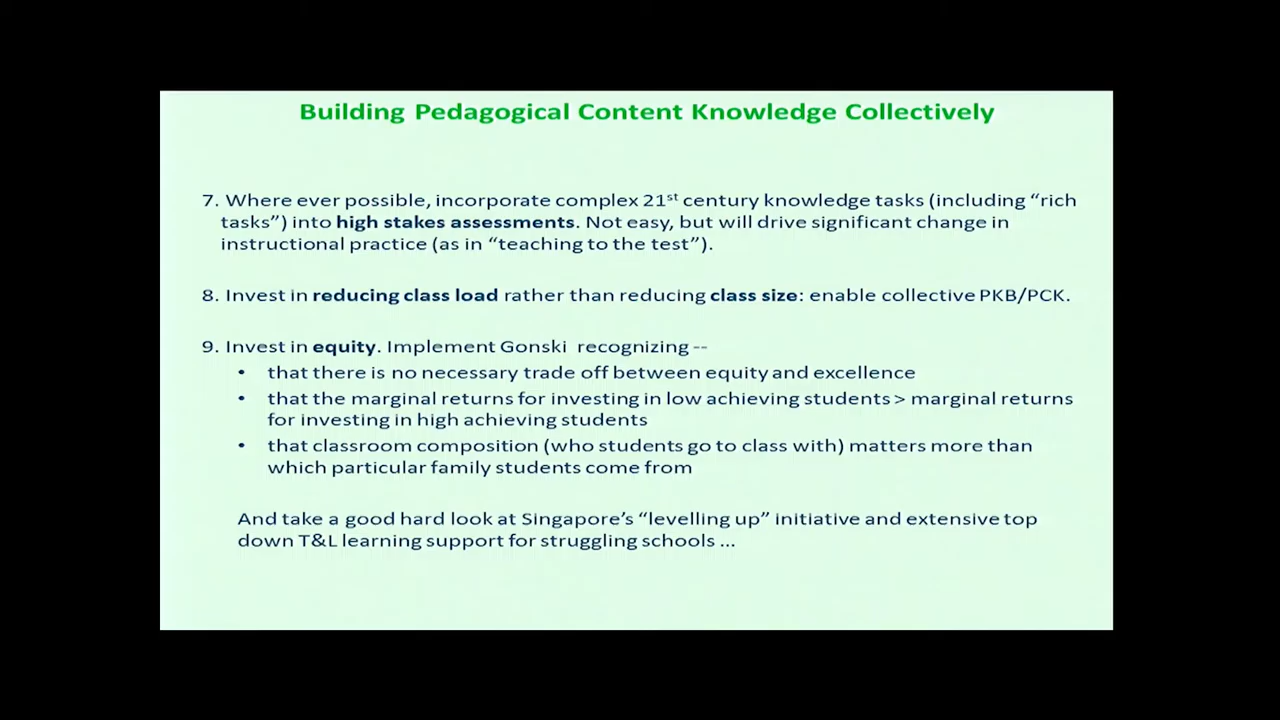 Building Pedagogical Content Knowledge Collectively
7. Where ever possible, incorporate complex 21st century knowledge tasks (including “rich
tasks”) into high stakes assessments. Not easy, but will drive significant change in
instructional practice (as in “teaching to the test”).
8. Invest in reducing class load rather than reducing class size: enable collective PKB/PCK.
9. Invest in equity. Implement Gonski recognizing --
• that there is no necessary trade off between equity and excellence
• that the marginal returns for investing in low achieving students > marginal returns
for investing in high achieving students
• that classroom composition (who students go to class with) matters more than
which particular family students come from
And take a good hard look at Singapore’s “levelling up” initiative and extensive top
down T&L learning support for struggling schools ...